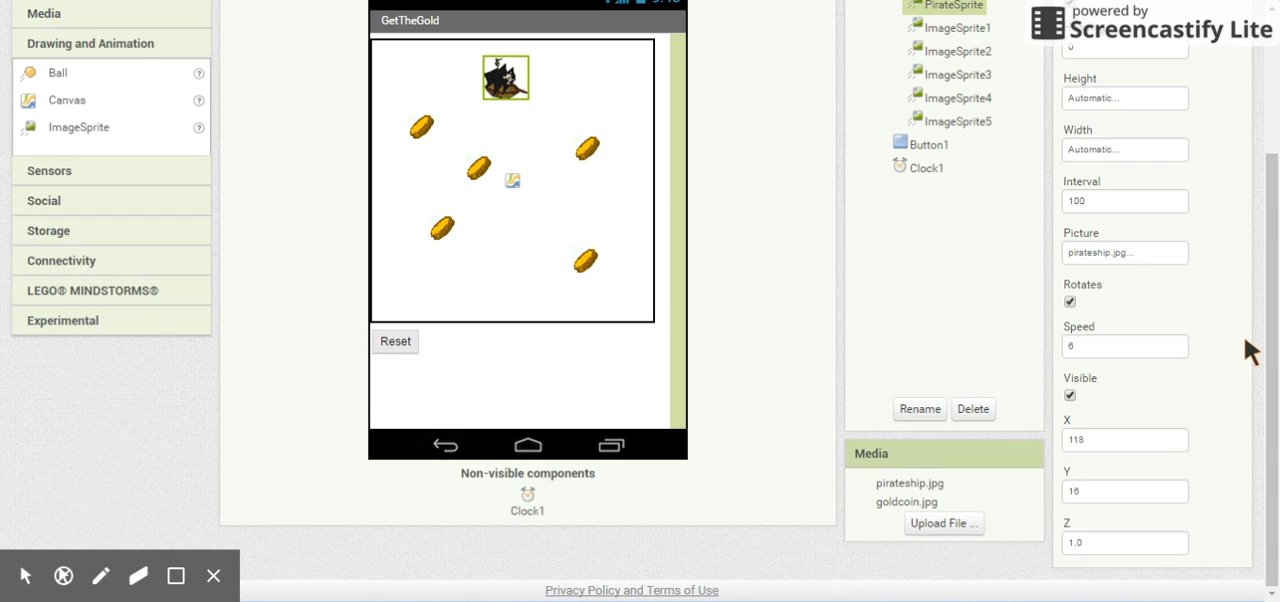 Media
Drawing and Animation
Ball
Canvas
ImageSprite
Sensors
Social
Storage
Connectivity
LEGO® MINDSTORMS®
Experimental
GetTheGold
Reset
Non-visible components
Clock1
PirateSprite
ImageSprite1
ImageSprite2
ImageSprite3
ImageSprite4
ImageSprite5
Button1
Clock1
Rename
Delete
Media
pirateship.jpg
goldcoin.jpg
Upload File ...
powered by
Screencastify Lite
0
Height
Automatic...
Width
Automatic...
Interval
100
Picture
pirateship.jpg...
Rotates
Speed
6
Visible
X
118
Y
16
Z
1.0
Privacy Policy and Terms of Use